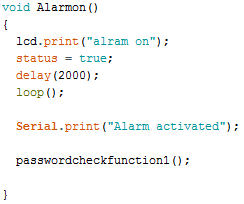 void Alarmon()
{
lcd.print("alram on");
status = true;
delay(2000);
loop();
Serial.print("Alarm activated");
passwordcheckfunction1();
}